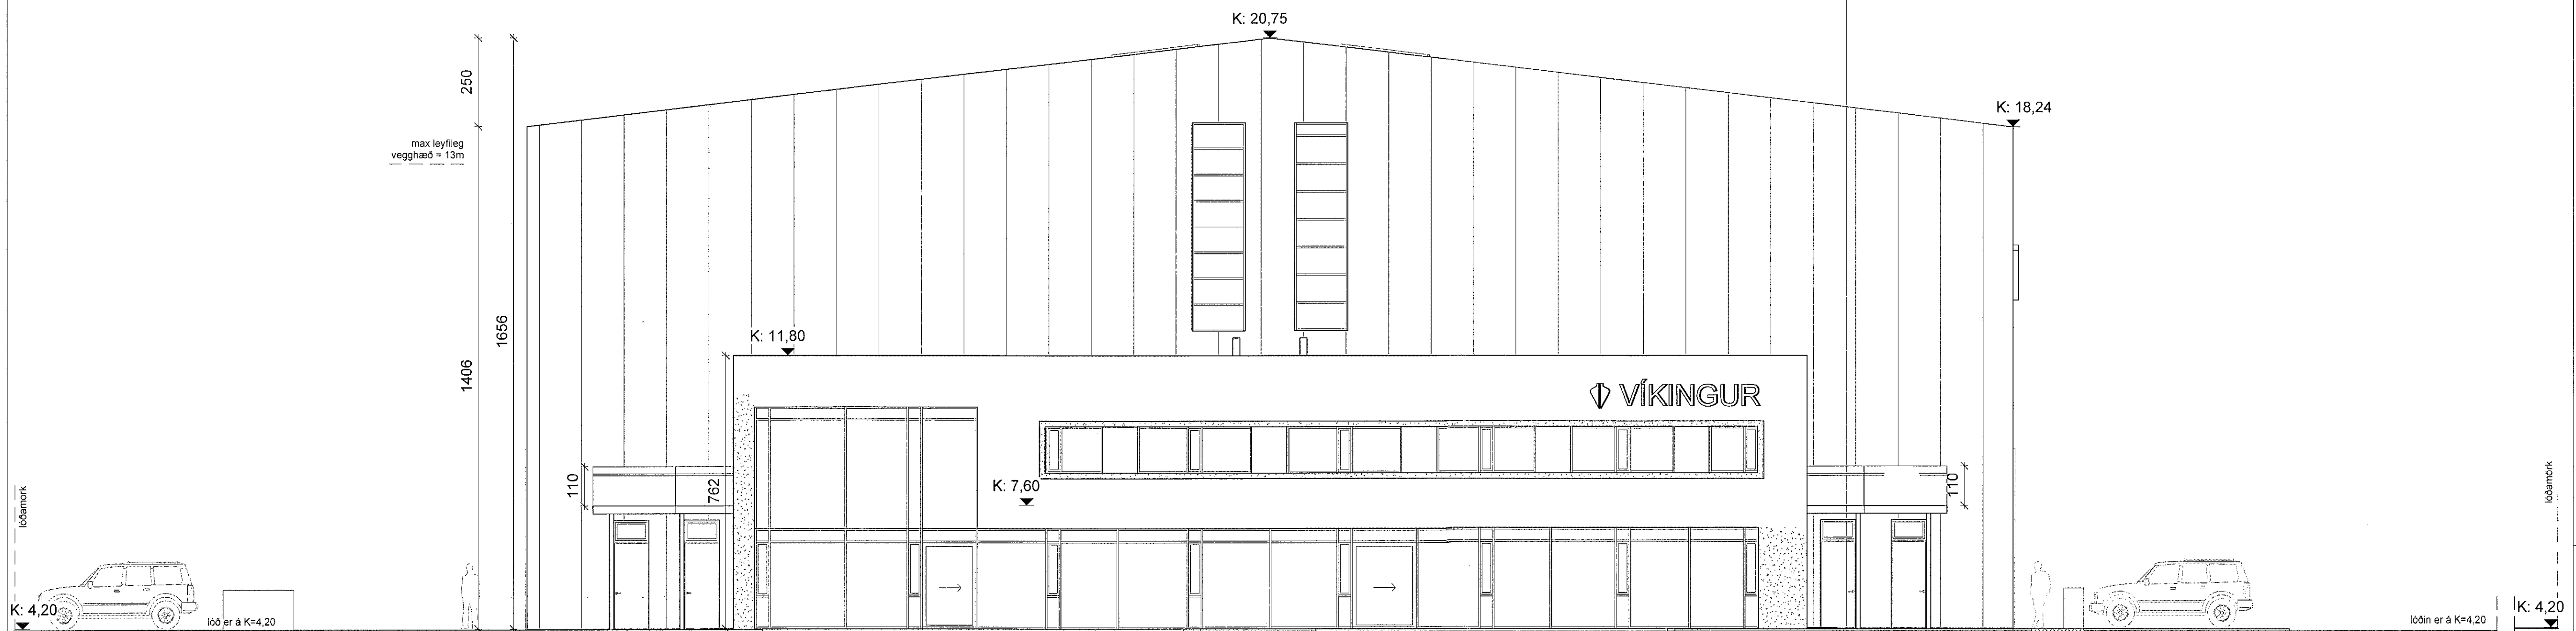 K: 20,75
250
K: 18,24
max leyfileg
vegghæð = 13m
1656
K: 11,80
1406
VÍKINGUR
110
762
K: 7,60
110
lóðamörk
lóðamörk
K: 4,20
lóð er á K=4,20
lóðin er á K=4,20
K: 4,20